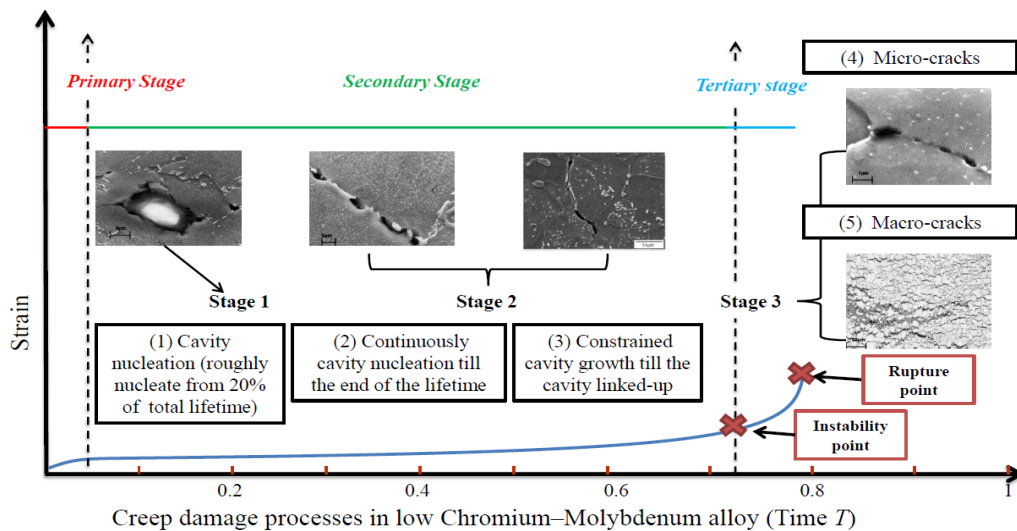 (4) Micro-cracks
Primary Stage
Secondary Stage
Tertiary stage
(5) Macro-cracks
Stage 1
Stage 2
Stage 3
(1) Cavity
nucleation (roughly
nucleate from 20%
of total lifetime)
(2) Continuously
cavity nucleation till
the end of the lifetime
(3) Constrained
cavity growth till the
cavity linked-up
Rupture
point
Instability
point
Strain
0.2
0.4
0.6
0.8
1
Creep damage processes in low Chromium–Molybdenum alloy (Time T)